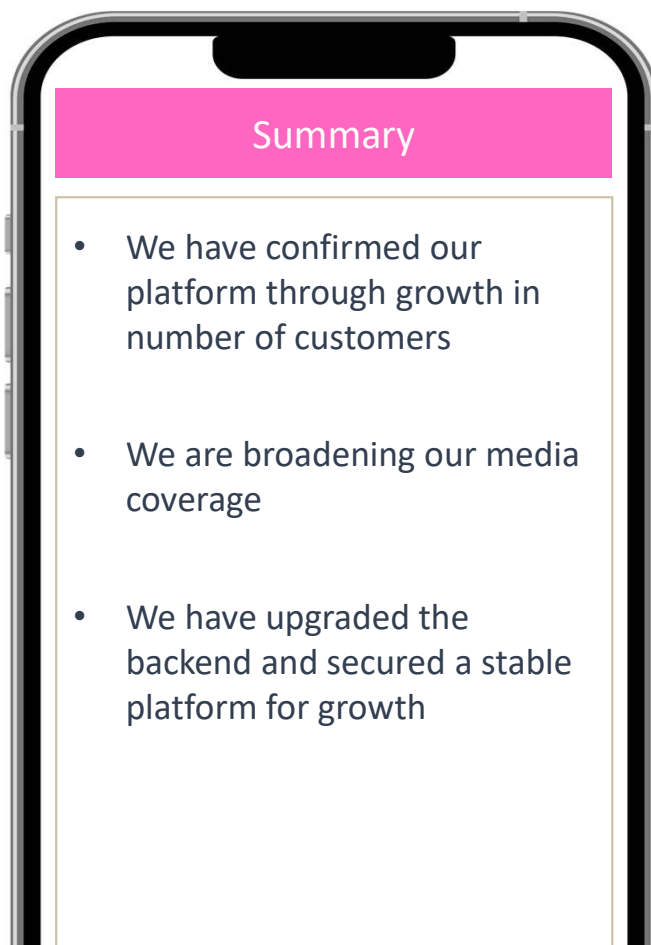 Summary
• We have confirmed our
platform through growth in
number of customers
• We are broadening our media
coverage
• We have upgraded the
backend and secured a stable
platform for growth